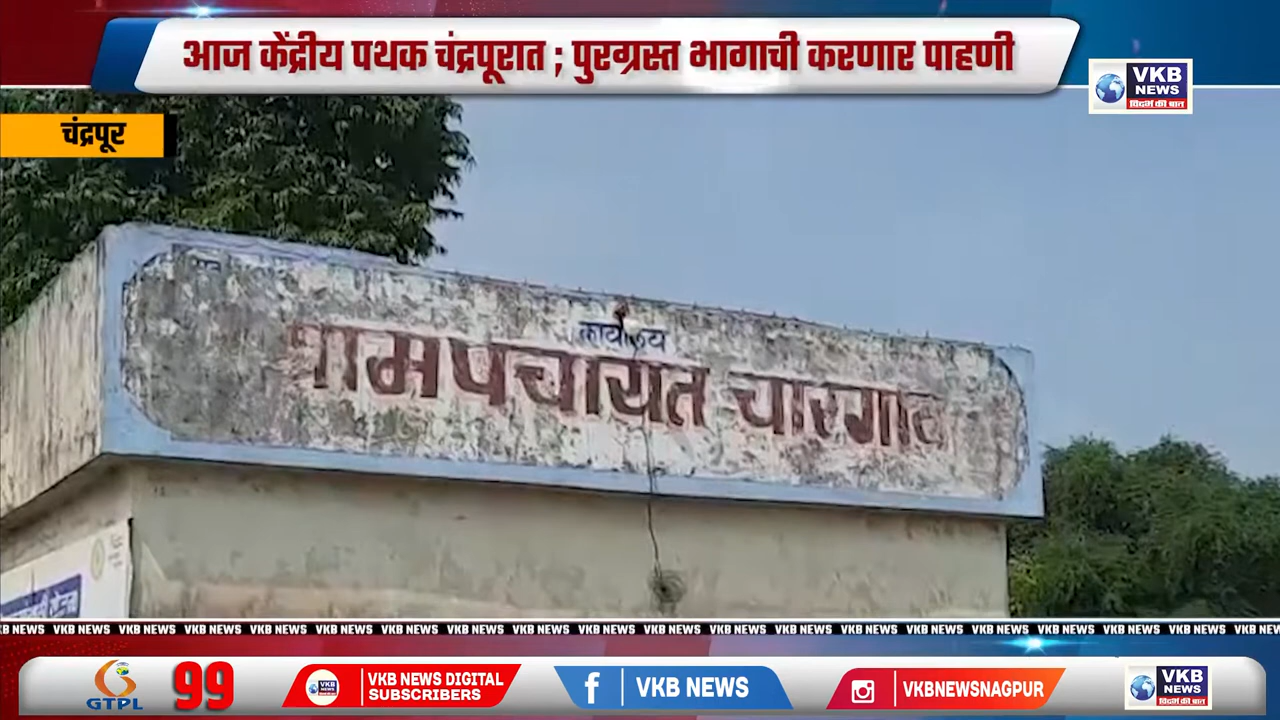 आज केंद्रीय पथक चंद्रपूरात ; पुरग्रस्त भागाची करणार पाहणी
VKB
NEWS
विदर्भ की बात
चंद्रपूर
कार्यालय
ग्रामपंचायत चारगाव
VKB NEWS VKB NEWS VKB NEWS VKB NEWS VKB NEWS VKB NEWS VKB NEWS VKB NEWS VKB NEWS VKB NEWS VKB NEWS VKB NEWS VKB NEWS VKB NEWS VKB NEWS VKB NEWS VKB NEWS VKB NEWS VKB NEWS
GTPL
99
VKB
NEWS
VKB NEWS DIGITAL
SUBSCRIBERS
VKB NEWS
VKBNEWSNAGPUR
VKB
NEWS
विदर्भ की बात